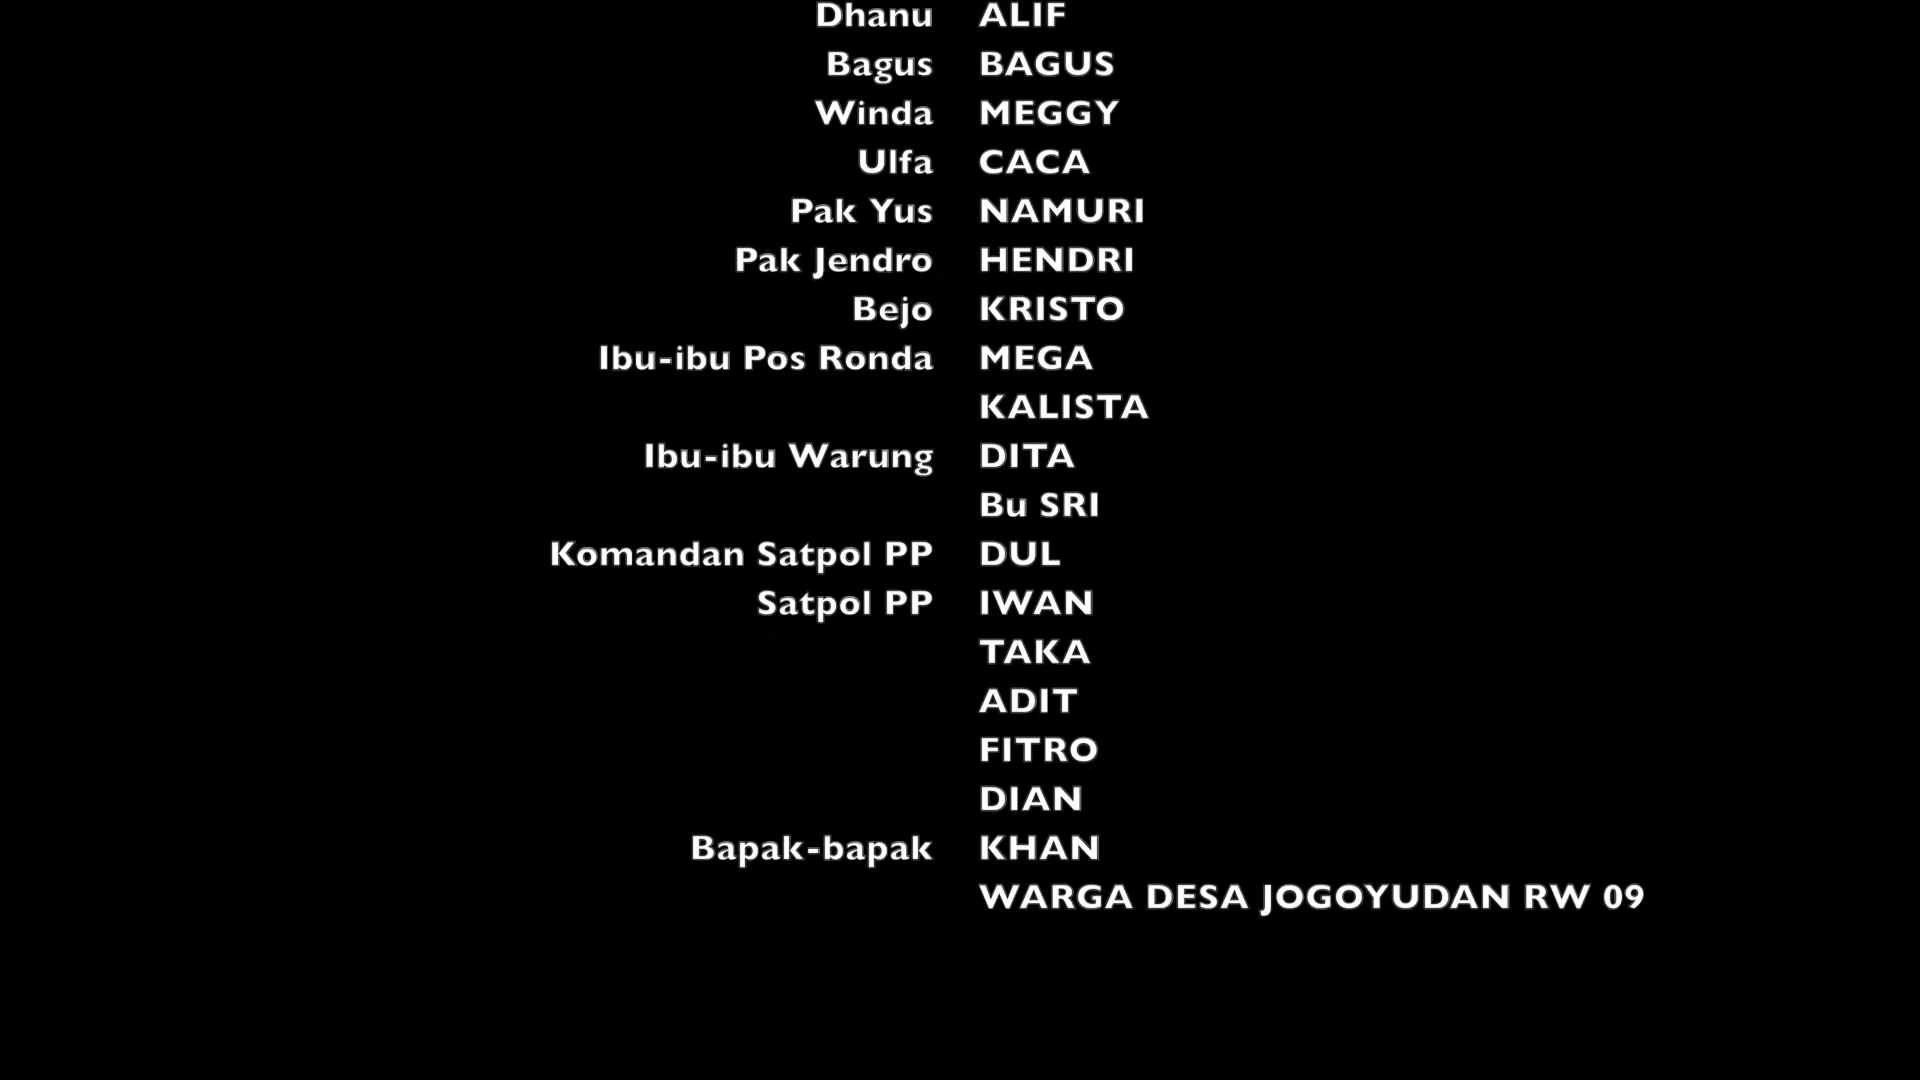 Dhanu ALIF
Bagus BAGUS
Winda MEGGY
Ulfa CACA
Pak Yus NAMURI
Pak Jendro HENDRI
Bejo KRISTO
Ibu-ibu Pos Ronda MEGA
KALISTA
Ibu-ibu Warung DITA
Bu SRI
Komandan Satpol PP DUL
Satpol PP IWAN
TAKA
ADIT
FITRO
DIAN
Bapak-bapak KHAN
WARGA DESA JOGOYUDAN RW 09